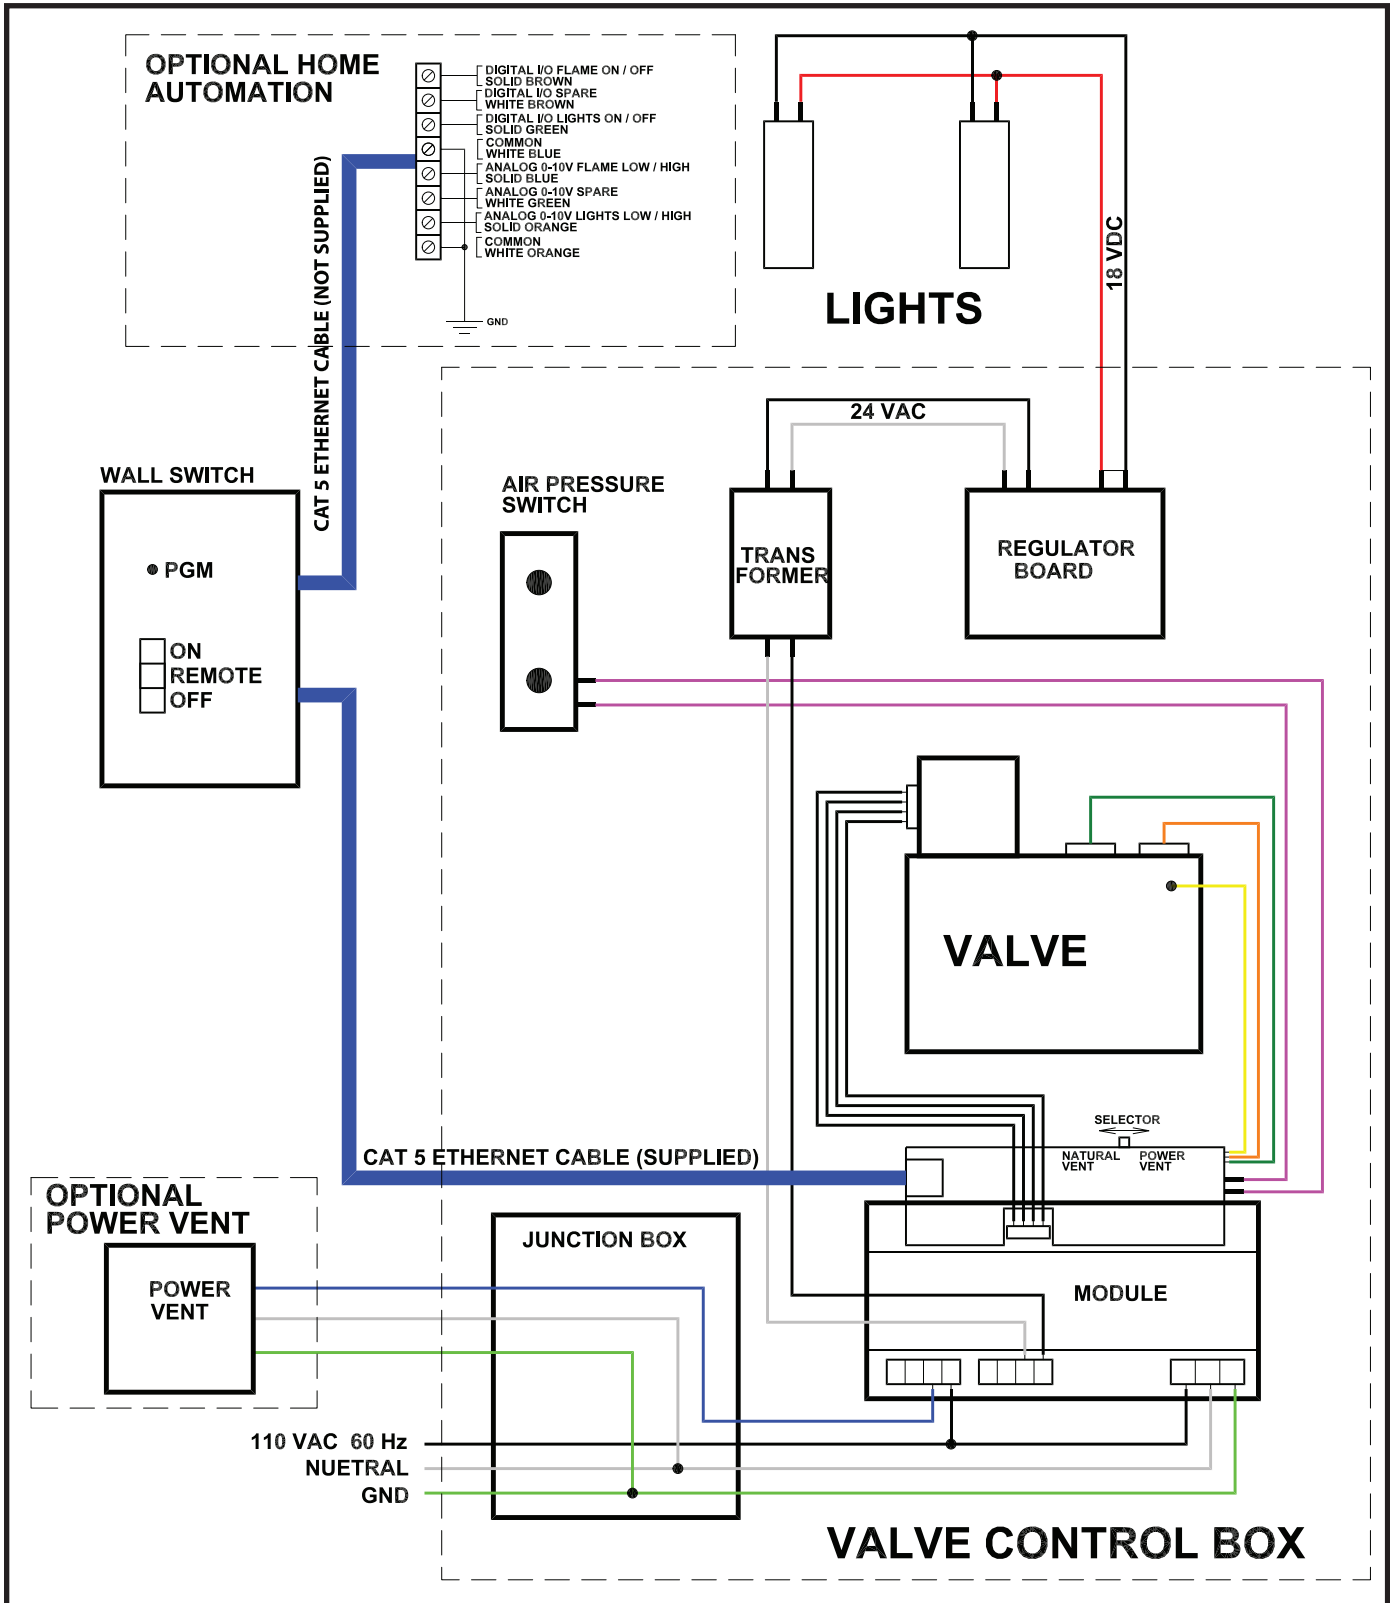 OPTIONAL HOME
AUTOMATION
DIGITAL I/O FLAME ON / OFF
SOLID BROWN
DIGITAL I/O SPARE
WHITE BROWN
DIGITAL I/O LIGHTS ON / OFF
SOLID GREEN
COMMON
WHITE BLUE
ANALOG 0-10V FLAME LOW / HIGH
SOLID BLUE
ANALOG 0-10V SPARE
WHITE GREEN
ANALOG 0-10V LIGHTS LOW / HIGH
SOLID ORANGE
COMMON
WHITE ORANGE
GND
CAT 5 ETHERNET CABLE (NOT SUPPLIED)
LIGHTS
18 VDC
24 VAC
WALL SWITCH
PGM
ON
REMOTE
OFF
AIR PRESSURE
SWITCH
TRANS
FORMER
REGULATOR
BOARD
VALVE
SELECTOR
NATURAL
VENT
POWER
VENT
CAT 5 ETHERNET CABLE (SUPPLIED)
OPTIONAL
POWER VENT
POWER
VENT
JUNCTION BOX
MODULE
110 VAC 60 Hz
NUETRAL
GND
VALVE CONTROL BOX